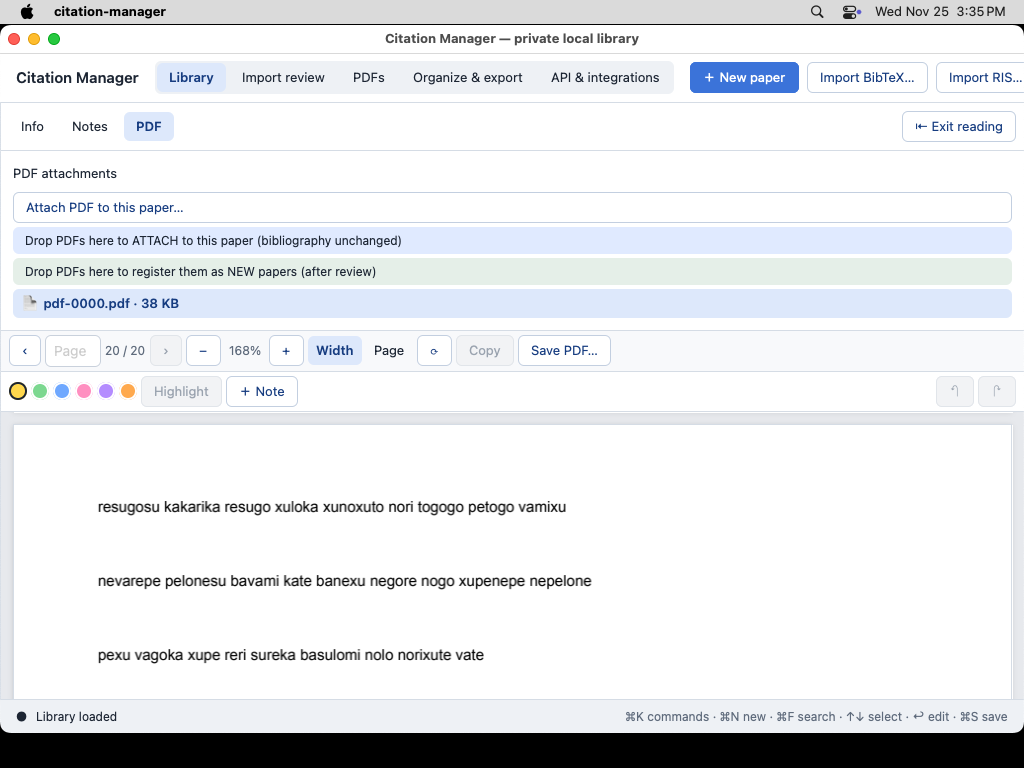 citation-manager
Wed Nov 25 3:35 PM
Citation Manager — private local library
Citation Manager
Library
Import review
PDFs
Organize & export
API & integrations
+ New paper
Import BibTeX...
Import RIS...
Info
Notes
PDF
⇤ Exit reading
PDF attachments
Attach PDF to this paper...
Drop PDFs here to ATTACH to this paper (bibliography unchanged)
Drop PDFs here to register them as NEW papers (after review)
pdf-0000.pdf · 38 KB
‹
Page
20 / 20
›
−
168%
+
Width
Page
Copy
Save PDF...
Highlight
+ Note
resugosu kakarika resugo xuloka xunoxuto nori togogo petogo vamixu
nevarepe pelonesu bavami kate banexu negore nogo xupenepe nepelone
pexu vagoka xupe reri sureka basulomi nolo norixute vate
Library loaded
⌘K commands · ⌘N new · ⌘F search · ↑↓ select · ↩ edit · ⌘S save